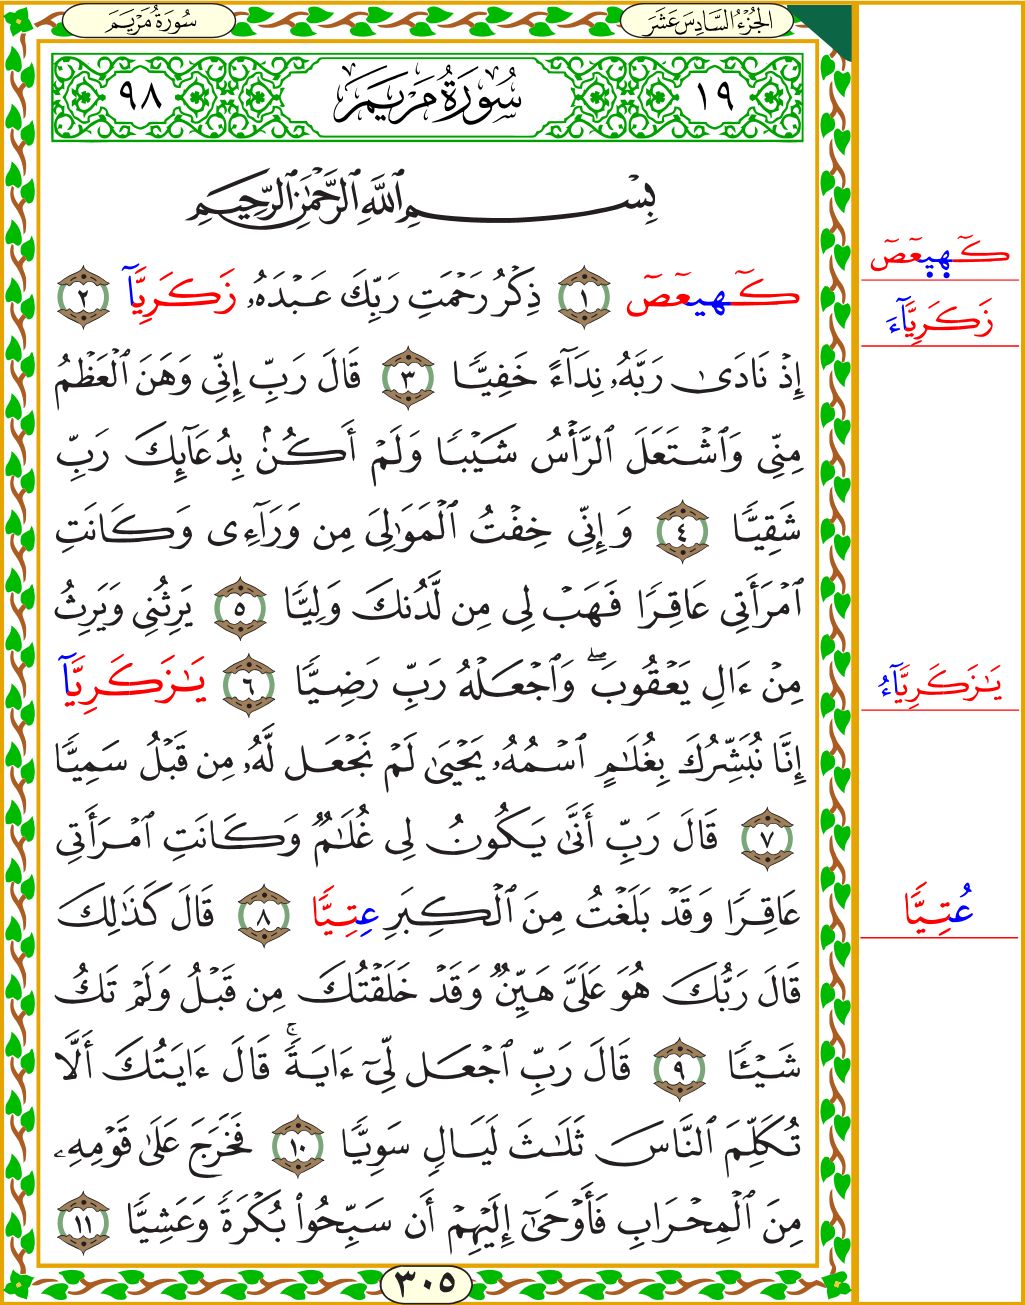 الجُزْءُ السَّادِسَ عَشَرَ
سُورَةُ مَرْيَمَ
١٩ سُورَةُ مَرْيَمَ ٩٨
بِسْمِ ٱللَّهِ ٱلرَّحْمَٰنِ ٱلرَّحِيمِ
كٓهيعٓصٓ ١ ذِكْرُ رَحْمَتِ رَبِّكَ عَبْدَهُۥ زَكَرِيَّآ ٢
إِذْ نَادَىٰ رَبَّهُۥ نِدَآءً خَفِيًّا ٣ قَالَ رَبِّ إِنِّي وَهَنَ ٱلْعَظْمُ
مِنِّي وَٱشْتَعَلَ ٱلرَّأْسُ شَيْبًا وَلَمْ أَكُنۢ بِدُعَآئِكَ رَبِّ
شَقِيًّا ٤ وَإِنِّي خِفْتُ ٱلْمَوَٰلِيَ مِن وَرَآءِي وَكَانَتِ
ٱمْرَأَتِي عَاقِرًا فَهَبْ لِي مِن لَّدُنكَ وَلِيًّا ٥ يَرِثُنِي وَيَرِثُ
مِنْ ءَالِ يَعْقُوبَۖ وَٱجْعَلْهُ رَبِّ رَضِيًّا ٦ يَٰزَكَرِيَّآ
إِنَّا نُبَشِّرُكَ بِغُلَٰمٍ ٱسْمُهُۥ يَحْيَىٰ لَمْ نَجْعَل لَّهُۥ مِن قَبْلُ سَمِيًّا
٧ قَالَ رَبِّ أَنَّىٰ يَكُونُ لِي غُلَٰمٌ وَكَانَتِ ٱمْرَأَتِي
عَاقِرًا وَقَدْ بَلَغْتُ مِنَ ٱلْكِبَرِ عِتِيًّا ٨ قَالَ كَذَٰلِكَ
قَالَ رَبُّكَ هُوَ عَلَيَّ هَيِّنٌ وَقَدْ خَلَقْتُكَ مِن قَبْلُ وَلَمْ تَكُ
شَيْـًٔا ٩ قَالَ رَبِّ ٱجْعَل لِّيٓ ءَايَةًۚ قَالَ ءَايَتُكَ أَلَّا
تُكَلِّمَ ٱلنَّاسَ ثَلَٰثَ لَيَالٍ سَوِيًّا ١٠ فَخَرَجَ عَلَىٰ قَوْمِهِۦ
مِنَ ٱلْمِحْرَابِ فَأَوْحَىٰٓ إِلَيْهِمْ أَن سَبِّحُوا۟ بُكْرَةً وَعَشِيًّا ١١
٣٠٥
كٓهيعٓصٓ
زَكَرِيَّآءَ
يَٰزَكَرِيَّآءُ
عُتِيًّا